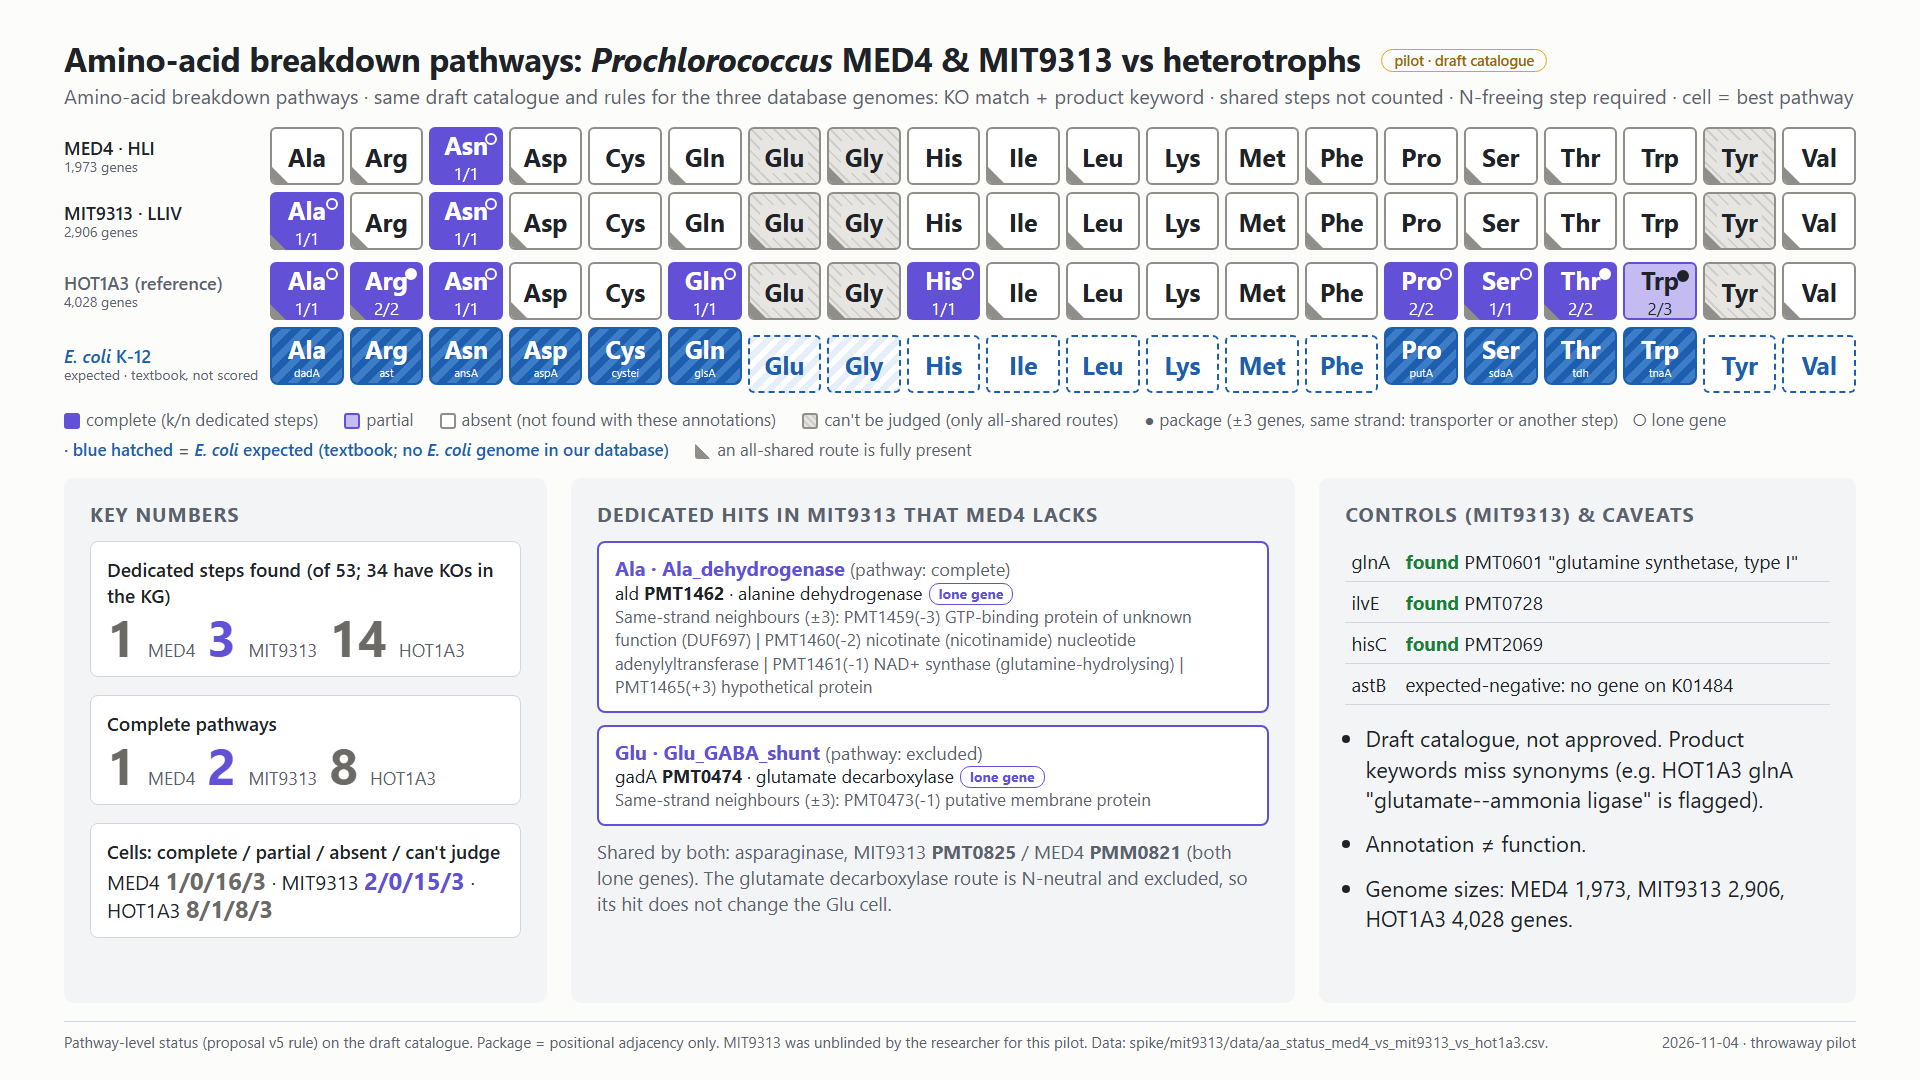 Amino-acid breakdown pathways: Prochlorococcus MED4 & MIT9313 vs heterotrophs
pilot · draft catalogue
Amino-acid breakdown pathways · same draft catalogue and rules for the three database genomes: KO match + product keyword · shared steps not counted · N-freeing step required · cell = best pathway
MED4 · HLI
1,973 genes
Ala Arg Asn Asp Cys Gln Glu Gly His Ile Leu Lys Met Phe Pro Ser Thr Trp Tyr Val
1/1
MIT9313 · LLIV
2,906 genes
Ala Arg Asn Asp Cys Gln Glu Gly His Ile Leu Lys Met Phe Pro Ser Thr Trp Tyr Val
1/1 1/1
HOT1A3 (reference)
4,028 genes
Ala Arg Asn Asp Cys Gln Glu Gly His Ile Leu Lys Met Phe Pro Ser Thr Trp Tyr Val
1/1 2/2 1/1 1/1 1/1 2/2 1/1 2/2 2/3
E. coli K-12
expected · textbook, not scored
Ala Arg Asn Asp Cys Gln Glu Gly His Ile Leu Lys Met Phe Pro Ser Thr Trp Tyr Val
dadA ast ansA aspA cystei glsA putA sdaA tdh tnaA
complete (k/n dedicated steps) partial absent (not found with these annotations) can't be judged (only all-shared routes) ● package (±3 genes, same strand: transporter or another step) ○ lone gene
· blue hatched = E. coli expected (textbook; no E. coli genome in our database) an all-shared route is fully present
KEY NUMBERS
Dedicated steps found (of 53; 34 have KOs in
the KG)
1 MED4 3 MIT9313 14 HOT1A3
Complete pathways
1 MED4 2 MIT9313 8 HOT1A3
Cells: complete / partial / absent / can't judge
MED4 1/0/16/3 · MIT9313 2/0/15/3 ·
HOT1A3 8/1/8/3
DEDICATED HITS IN MIT9313 THAT MED4 LACKS
Ala · Ala_dehydrogenase (pathway: complete)
ald PMT1462 · alanine dehydrogenase lone gene
Same-strand neighbours (±3): PMT1459(-3) GTP-binding protein of unknown
function (DUF697) | PMT1460(-2) nicotinate (nicotinamide) nucleotide
adenylyltransferase | PMT1461(-1) NAD+ synthase (glutamine-hydrolysing) |
PMT1465(+3) hypothetical protein
Glu · Glu_GABA_shunt (pathway: excluded)
gadA PMT0474 · glutamate decarboxylase lone gene
Same-strand neighbours (±3): PMT0473(-1) putative membrane protein
Shared by both: asparaginase, MIT9313 PMT0825 / MED4 PMM0821 (both
lone genes). The glutamate decarboxylase route is N-neutral and excluded, so
its hit does not change the Glu cell.
CONTROLS (MIT9313) & CAVEATS
glnA found PMT0601 "glutamine synthetase, type I"
ilvE found PMT0728
hisC found PMT2069
astB expected-negative: no gene on K01484
• Draft catalogue, not approved. Product
keywords miss synonyms (e.g. HOT1A3 glnA
"glutamate--ammonia ligase" is flagged).
• Annotation ≠ function.
• Genome sizes: MED4 1,973, MIT9313 2,906,
HOT1A3 4,028 genes.
Pathway-level status (proposal v5 rule) on the draft catalogue. Package = positional adjacency only. MIT9313 was unblinded by the researcher for this pilot. Data: spike/mit9313/data/aa_status_med4_vs_mit9313_vs_hot1a3.csv.
2026-11-04 · throwaway pilot